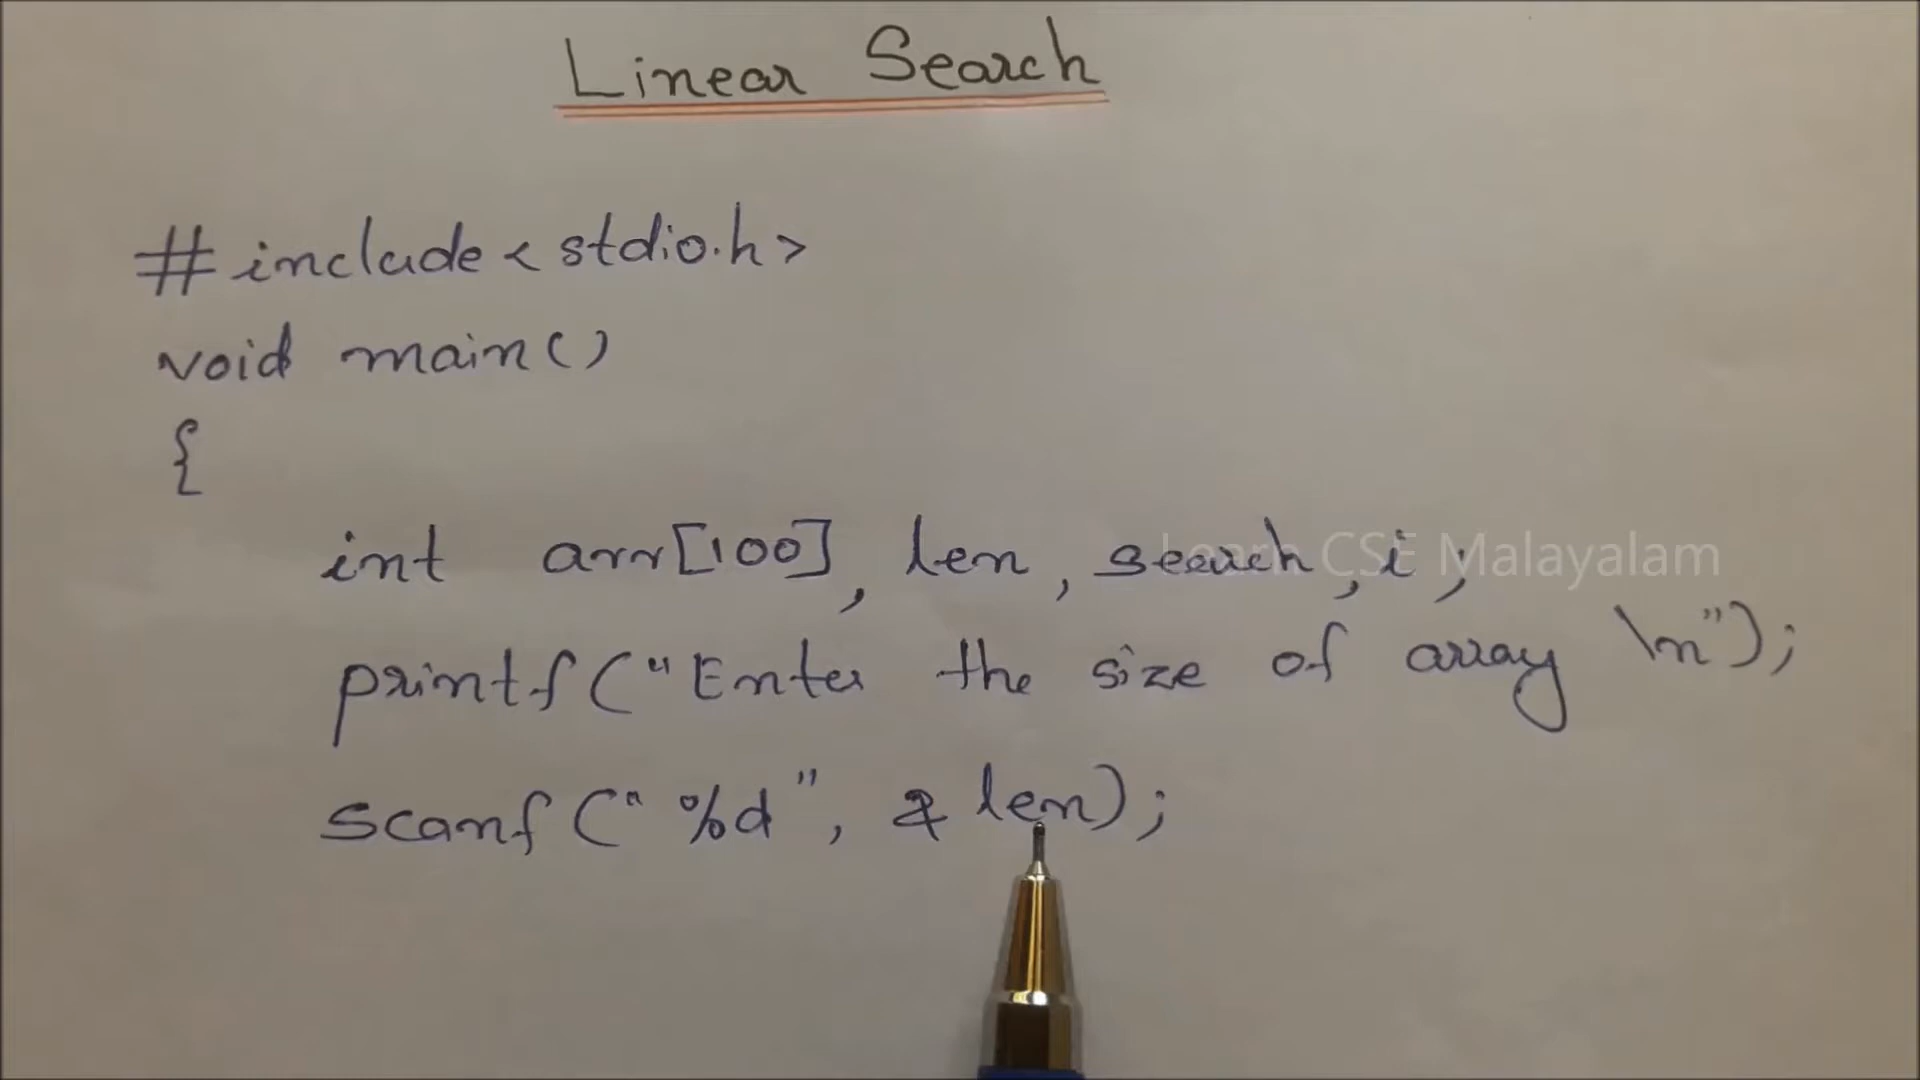 Linear Search
#include<stdio.h>
void main()
{
int arr[100], len, search, i;
Learn CSE Malayalam
printf("Enter the size of array \n");
scanf("%d", &len);